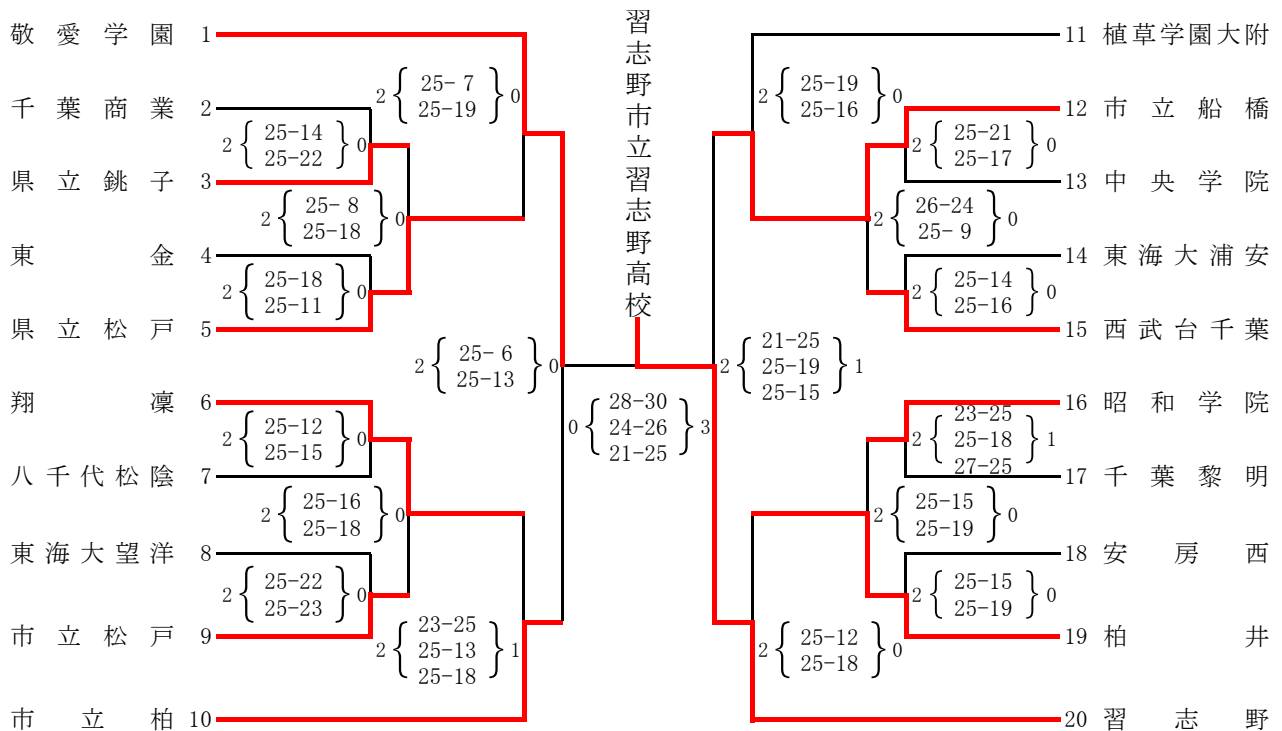 敬愛学園 1
千葉商業 2
県立銚子 3
東金 4
県立松戸 5
翔凜 6
八千代松陰 7
東海大望洋 8
市立松戸 9
市立柏 10
2 { 25- 7 } 0
25-19
2 { 25-14 } 0
25-22
2 { 25- 8 } 0
25-18
2 { 25-18 } 0
25-11
2 { 25- 6 } 0
25-13
2 { 25-12 } 0
25-15
2 { 25-16 } 0
25-18
2 { 25-22 } 0
25-23
2 { 23-25 } 1
25-13
25-18
習志野市立習志野高校
0 { 28-30 } 3
24-26
21-25
2 { 25-19 } 0
25-16
2 { 25-21 } 0
25-17
2 { 26-24 } 0
25- 9
2 { 25-14 } 0
25-16
2 { 21-25 } 1
25-19
25-15
2 { 23-25 } 1
25-18
27-25
2 { 25-15 } 0
25-19
2 { 25-15 } 0
25-19
2 { 25-12 } 0
25-18
11 植草学園大附
12 市立船橋
13 中央学院
14 東海大浦安
15 西武台千葉
16 昭和学院
17 千葉黎明
18 安房西
19 柏井
20 習志野